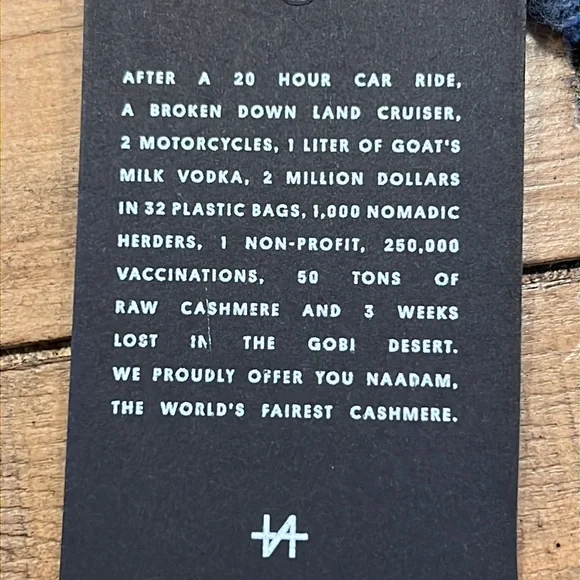 AFTER A 20 HOUR CAR RIDE,
A BROKEN DOWN LAND CRUISER,
2 MOTORCYCLES, 1 LITER OF GOAT'S
MILK VODKA, 2 MILLION DOLLARS
IN 32 PLASTIC BAGS, 1,000 NOMADIC
HERDERS, 1 NON-PROFIT, 250,000
VACCINATIONS, 50 TONS OF
RAW CASHMERE AND 3 WEEKS
LOST IN THE GOBI DESERT.
WE PROUDLY OFFER YOU NAADAM,
THE WORLD'S FAIREST CASHMERE.